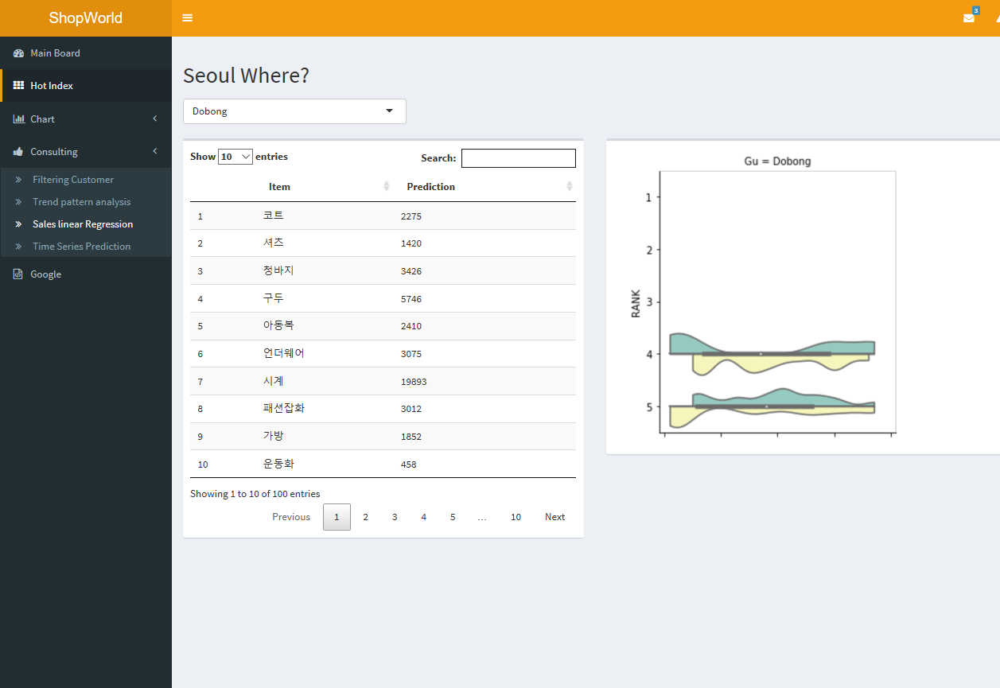 ShopWorld
3
Main Board
Hot Index
Chart
Consulting
Filtering Customer
Trend pattern analysis
Sales linear Regression
Time Series Prediction
Google
Seoul Where?
Dobong
Show 10 entries
Search:
Item Prediction
1 코트 2275
2 셔츠 1420
3 청바지 3426
4 구두 5746
5 아동복 2410
6 언더웨어 3075
7 시계 19893
8 패션잡화 3012
9 가방 1852
10 운동화 458
Showing 1 to 10 of 100 entries
Previous 1 2 3 4 5 … 10 Next
Gu = Dobong
RANK
1
2
3
4
5